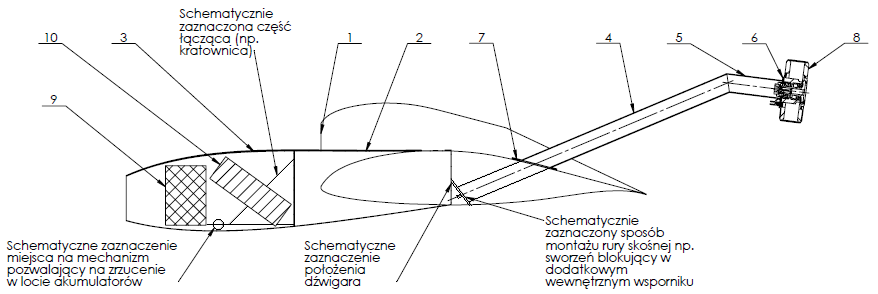 Schematycznie
zaznaczona część
łącząca (np.
kratownica)
10
3
1
2
7
4
5
6
8
9
Schematyczne zaznaczenie
miejsca na mechanizm
pozwalający na zrzucenie
w locie akumulatorów
Schematyczne
zaznaczenie
położenia
dźwigara
Schematycznie
zaznaczony sposób
montażu rury skośnej np.
sworzeń blokujący w
dodatkowym
wewnętrznym wsporniku